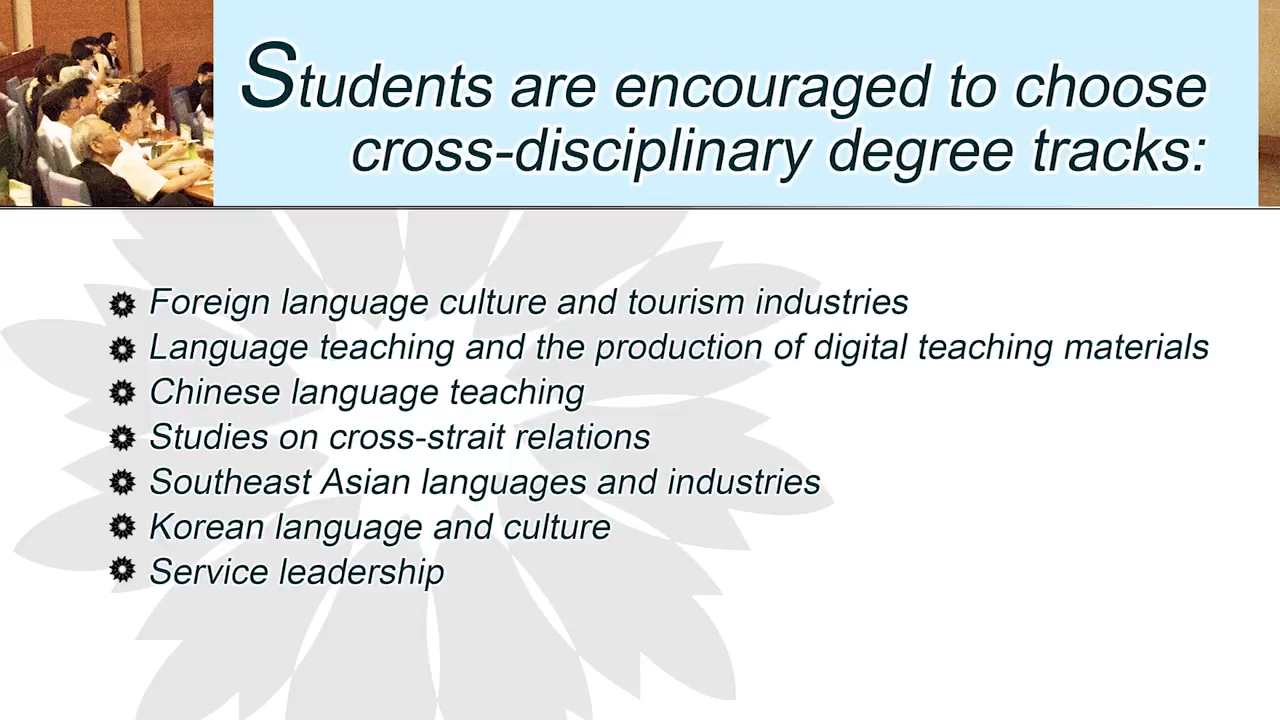 Students are encouraged to choose
cross-disciplinary degree tracks:
Foreign language culture and tourism industries
Language teaching and the production of digital teaching materials
Chinese language teaching
Studies on cross-strait relations
Southeast Asian languages and industries
Korean language and culture
Service leadership